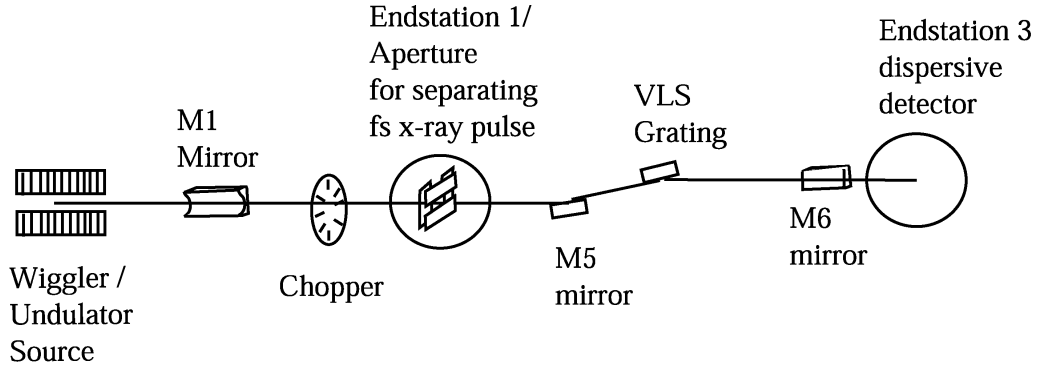 Wiggler /
Undulator
Source
M1
Mirror
Chopper
Endstation 1/
Aperture
for separating
fs x-ray pulse
M5
mirror
VLS
Grating
M6
mirror
Endstation 3
dispersive
detector